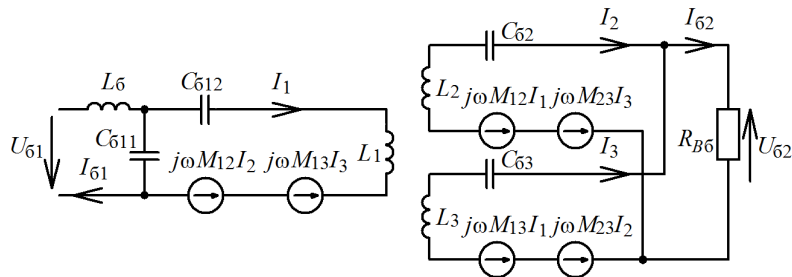 Lб
Cб12
I1
Uб1
Cб11
Iб1
jωM12I2
jωM13I3
L1
Cб2
I2
Iб2
L2
jωM12I1
jωM23I3
Cб3
I3
RВб
Uб2
L3
jωM13I1
jωM23I2